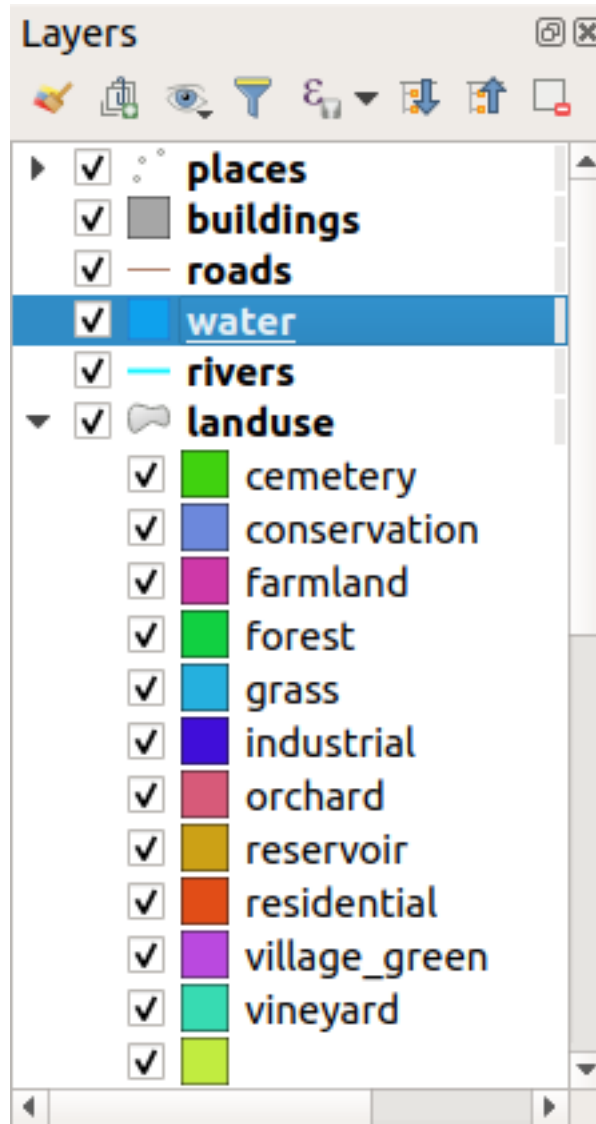 Layers
places
buildings
roads
water
rivers
landuse
cemetery
conservation
farmland
forest
grass
industrial
orchard
reservoir
residential
village_green
vineyard